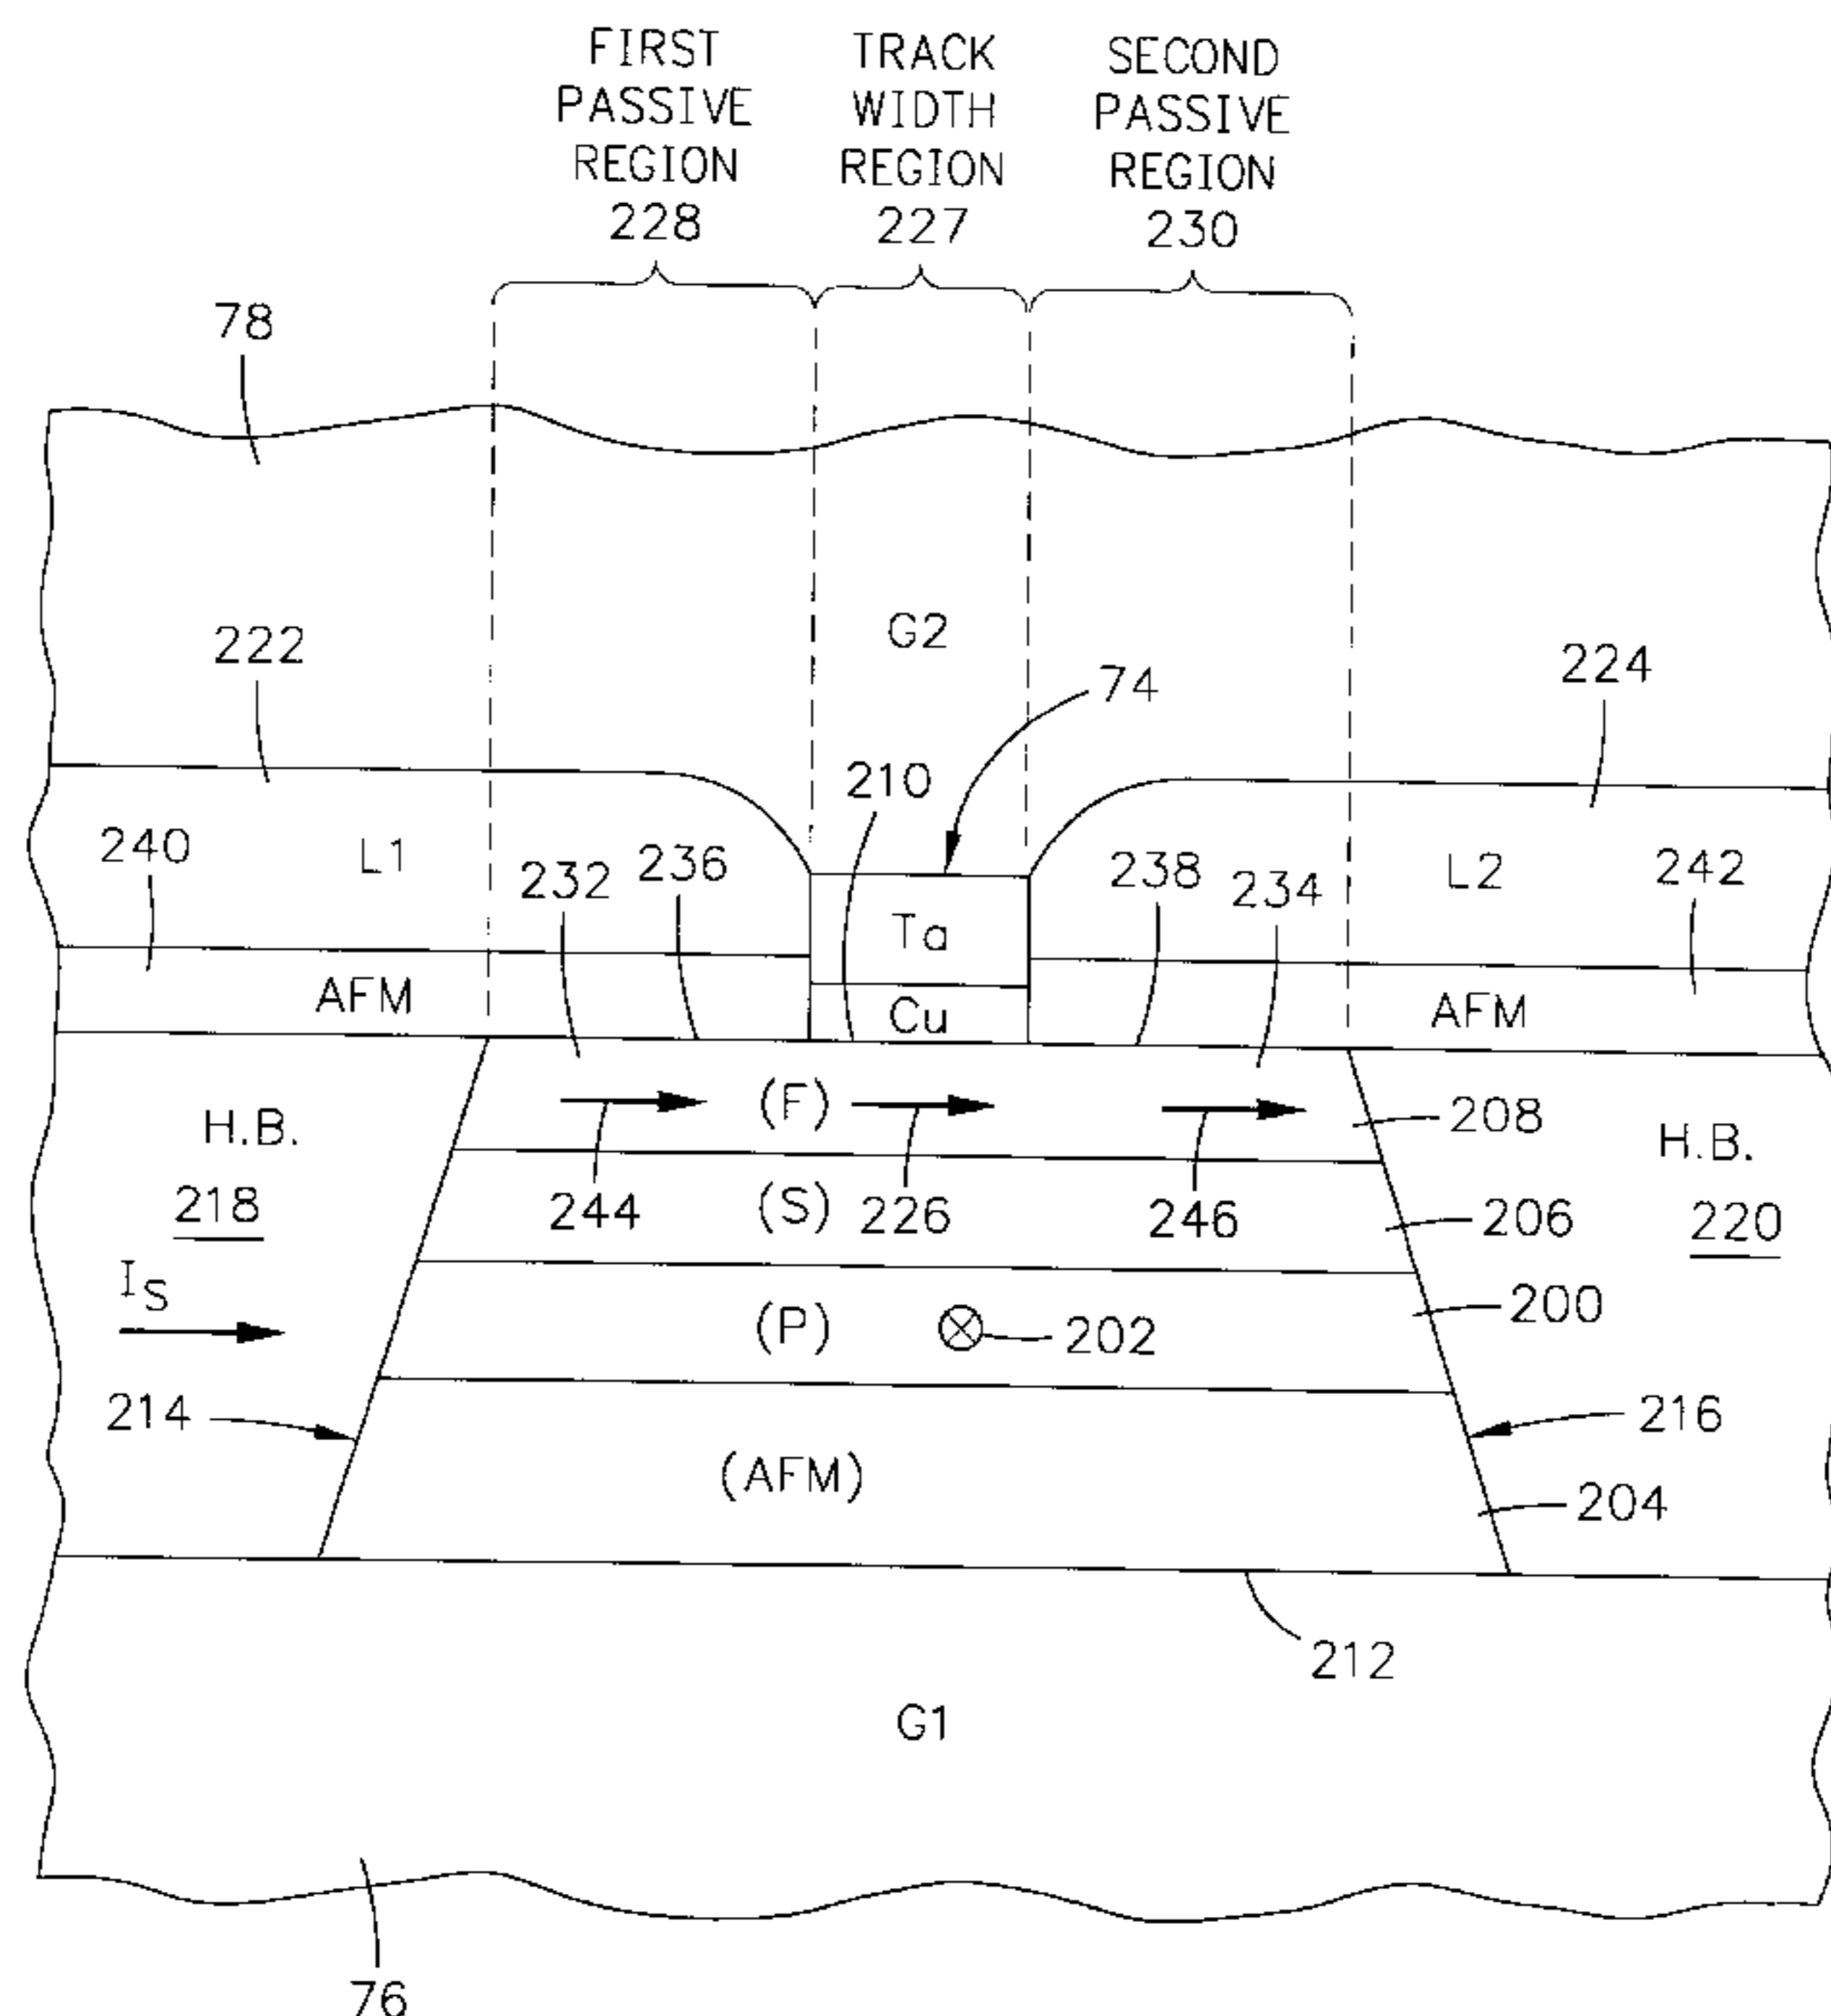 FIRST
PASSIVE
REGION
228
TRACK
WIDTH
REGION
227
SECOND
PASSIVE
REGION
230
78
G2
222
74
224
210
240
L1
232
236
238
234
L2
242
Ta
AFM
Cu
AFM
H.B.
(F)
208
H.B.
218
244
(S)
226
246
206
220
IS
(P)
202
200
214
216
(AFM)
204
212
G1
76